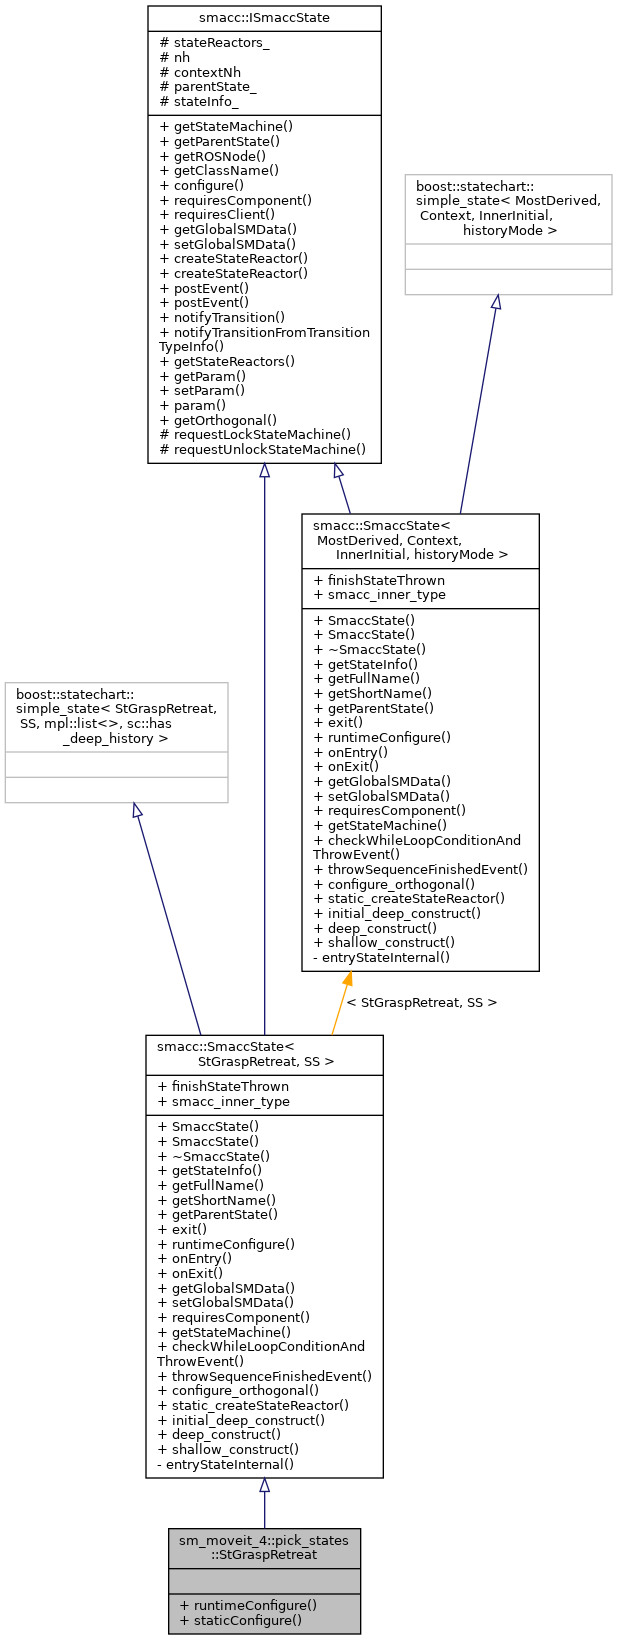 smacc::ISmaccState
# stateReactors_
# nh
# contextNh
# parentState_
# stateInfo_
+ getStateMachine()
+ getParentState()
+ getROSNode()
+ getClassName()
+ configure()
+ requiresComponent()
+ requiresClient()
+ getGlobalSMData()
+ setGlobalSMData()
+ createStateReactor()
+ createStateReactor()
+ postEvent()
+ postEvent()
+ notifyTransition()
+ notifyTransitionFromTransition
TypeInfo()
+ getStateReactors()
+ getParam()
+ setParam()
+ param()
+ getOrthogonal()
# requestLockStateMachine()
# requestUnlockStateMachine()
boost::statechart::
simple_state< MostDerived,
Context, InnerInitial,
historyMode >
smacc::SmaccState<
MostDerived, Context,
InnerInitial, historyMode >
+ finishStateThrown
+ smacc_inner_type
+ SmaccState()
+ SmaccState()
+ ~SmaccState()
+ getStateInfo()
+ getFullName()
+ getShortName()
+ getParentState()
+ exit()
+ runtimeConfigure()
+ onEntry()
+ onExit()
+ getGlobalSMData()
+ setGlobalSMData()
+ requiresComponent()
+ getStateMachine()
+ checkWhileLoopConditionAnd
ThrowEvent()
+ throwSequenceFinishedEvent()
+ configure_orthogonal()
+ static_createStateReactor()
+ initial_deep_construct()
+ deep_construct()
+ shallow_construct()
- entryStateInternal()
boost::statechart::
simple_state< StGraspRetreat,
SS, mpl::list<>, sc::has
_deep_history >
< StGraspRetreat, SS >
smacc::SmaccState<
StGraspRetreat, SS >
+ finishStateThrown
+ smacc_inner_type
+ SmaccState()
+ SmaccState()
+ ~SmaccState()
+ getStateInfo()
+ getFullName()
+ getShortName()
+ getParentState()
+ exit()
+ runtimeConfigure()
+ onEntry()
+ onExit()
+ getGlobalSMData()
+ setGlobalSMData()
+ requiresComponent()
+ getStateMachine()
+ checkWhileLoopConditionAnd
ThrowEvent()
+ throwSequenceFinishedEvent()
+ configure_orthogonal()
+ static_createStateReactor()
+ initial_deep_construct()
+ deep_construct()
+ shallow_construct()
- entryStateInternal()
sm_moveit_4::pick_states
::StGraspRetreat
+ runtimeConfigure()
+ staticConfigure()